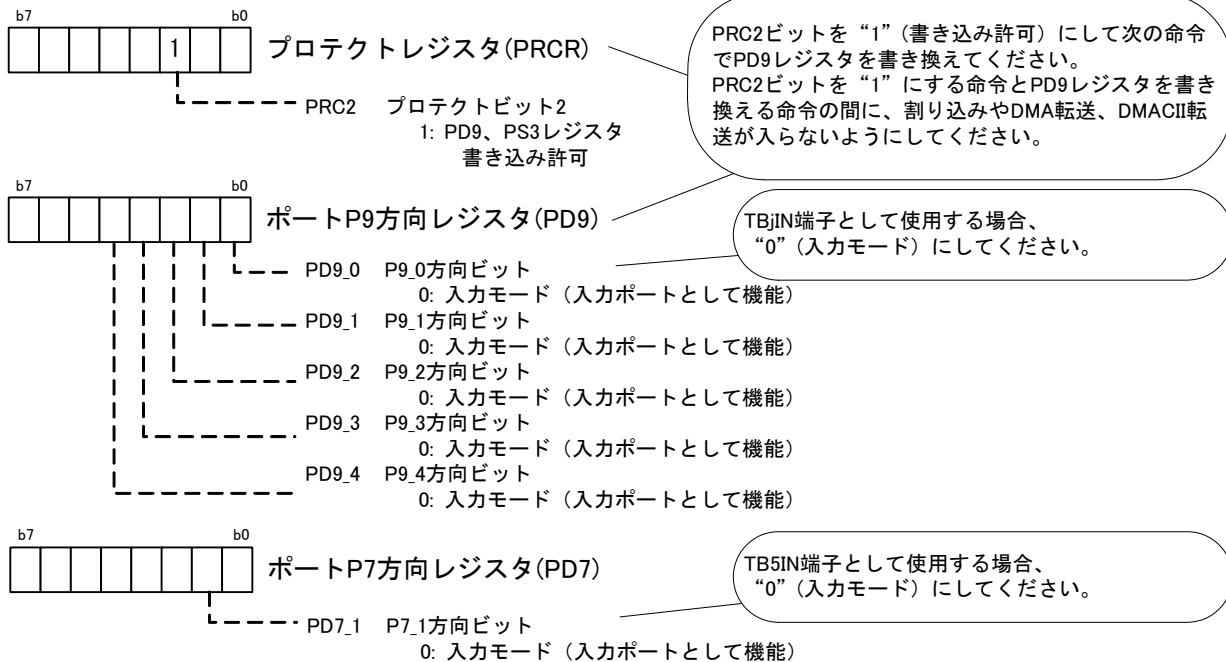 b7 b0
1
プロテクトレジスタ(PRCR)
PRC2 プロテクトビット2
1: PD9、PS3レジスタ
書き込み許可
PRC2ビットを“1”(書き込み許可)にして次の命令
でPD9レジスタを書き換えてください。
PRC2ビットを“1”にする命令とPD9レジスタを書き
換える命令の間に、割り込みやDMA転送、DMACII転
送が入らないようにしてください。
b7 b0
ポートP9方向レジスタ(PD9)
TBjIN端子として使用する場合、
“0”(入力モード)にしてください。
PD9_0 P9_0方向ビット
0: 入力モード(入力ポートとして機能)
PD9_1 P9_1方向ビット
0: 入力モード(入力ポートとして機能)
PD9_2 P9_2方向ビット
0: 入力モード(入力ポートとして機能)
PD9_3 P9_3方向ビット
0: 入力モード(入力ポートとして機能)
PD9_4 P9_4方向ビット
0: 入力モード(入力ポートとして機能)
b7 b0
ポートP7方向レジスタ(PD7)
TB5IN端子として使用する場合、
“0”(入力モード)にしてください。
PD7_1 P7_1方向ビット
0: 入力モード(入力ポートとして機能)